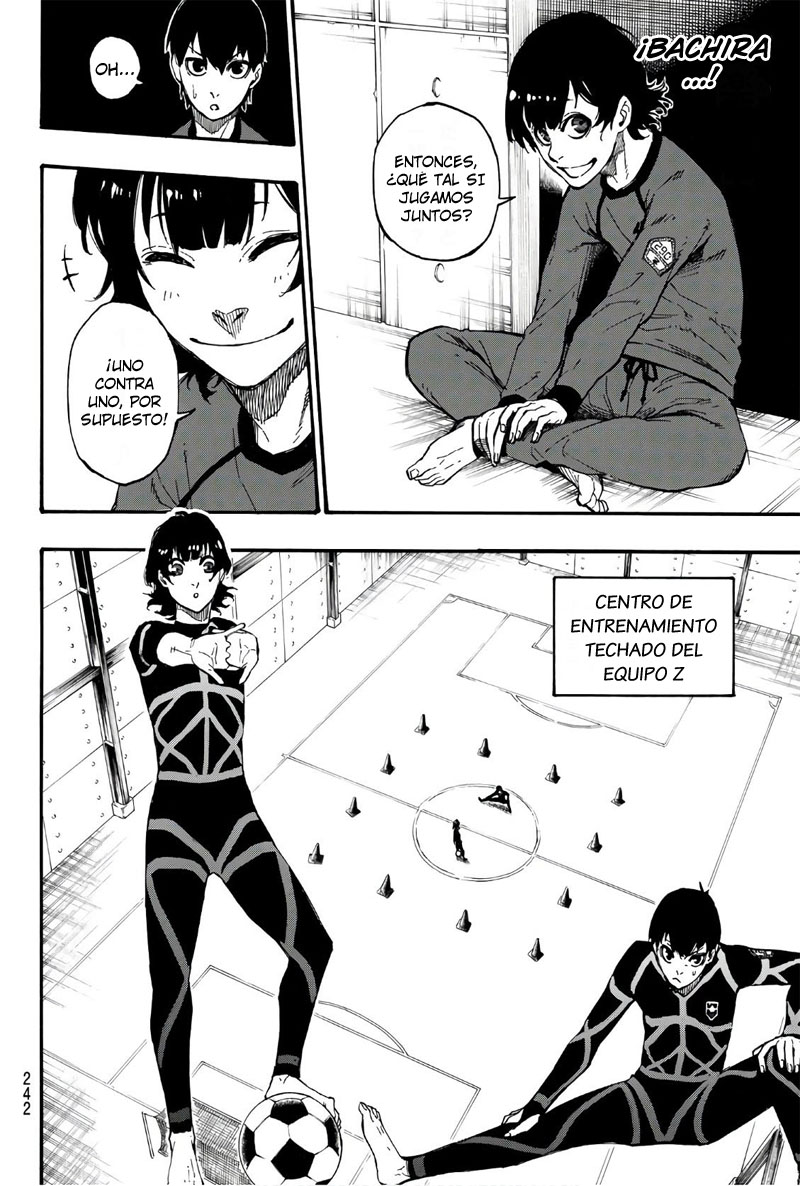 ¡BACHIRA
...!
ENTONCES,
¿QUÉ TAL SI
JUGAMOS
JUNTOS?
OH...
¡UNO
CONTRA
UNO, POR
SUPUESTO!
CENTRO DE
ENTRENAMIENTO
TECHADO DEL
EQUIPO Z
242